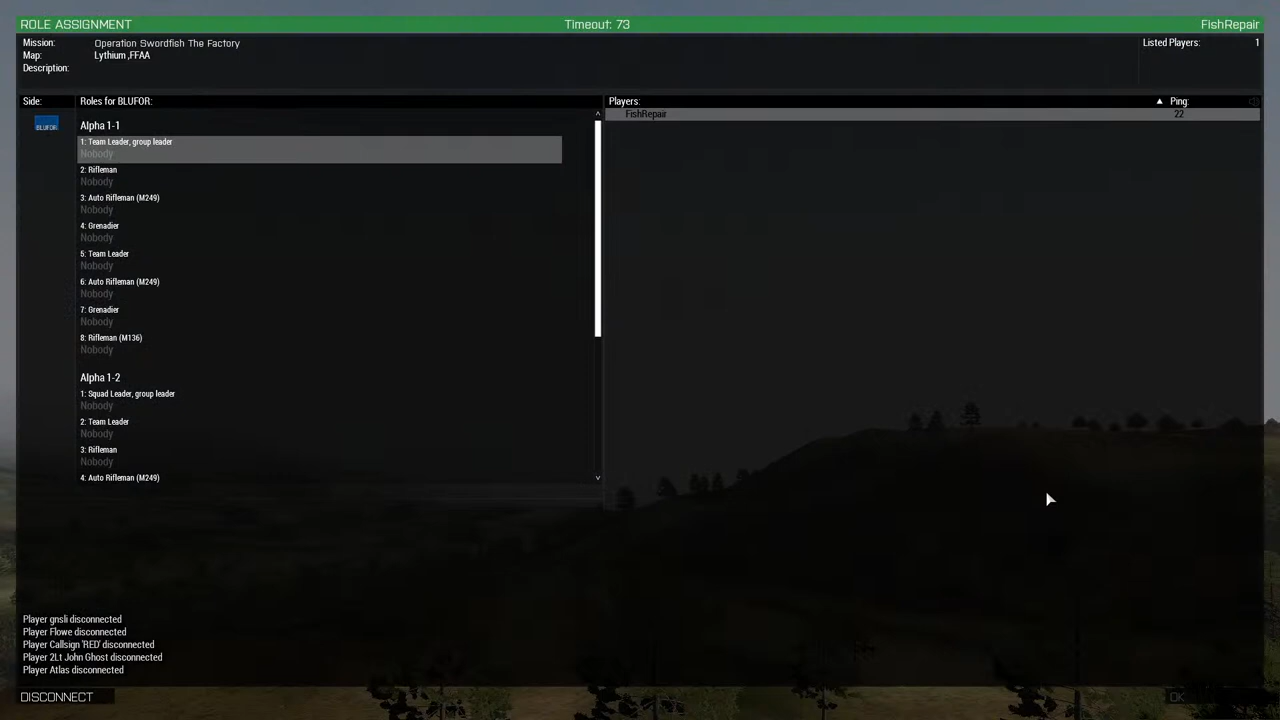 ROLE ASSIGNMENT Timeout: 73 FishRepair
Mission: Operation Swordfish The Factory Listed Players: 1
Map: Lythium ,FFAA
Description:
Side: Roles for BLUFOR: Players: Ping:
BLUFOR
FishRepair 22
Alpha 1-1
1: Team Leader, group leader
Nobody
2: Rifleman
Nobody
3: Auto Rifleman (M249)
Nobody
4: Grenadier
Nobody
5: Team Leader
Nobody
6: Auto Rifleman (M249)
Nobody
7: Grenadier
Nobody
8: Rifleman (M136)
Nobody
Alpha 1-2
1: Squad Leader, group leader
Nobody
2: Team Leader
Nobody
3: Rifleman
Nobody
4: Auto Rifleman (M249)
Player gnsli disconnected
Player Flowe disconnected
Player Callsign 'RED' disconnected
Player 2Lt John Ghost disconnected
Player Atlas disconnected
DISCONNECT OK